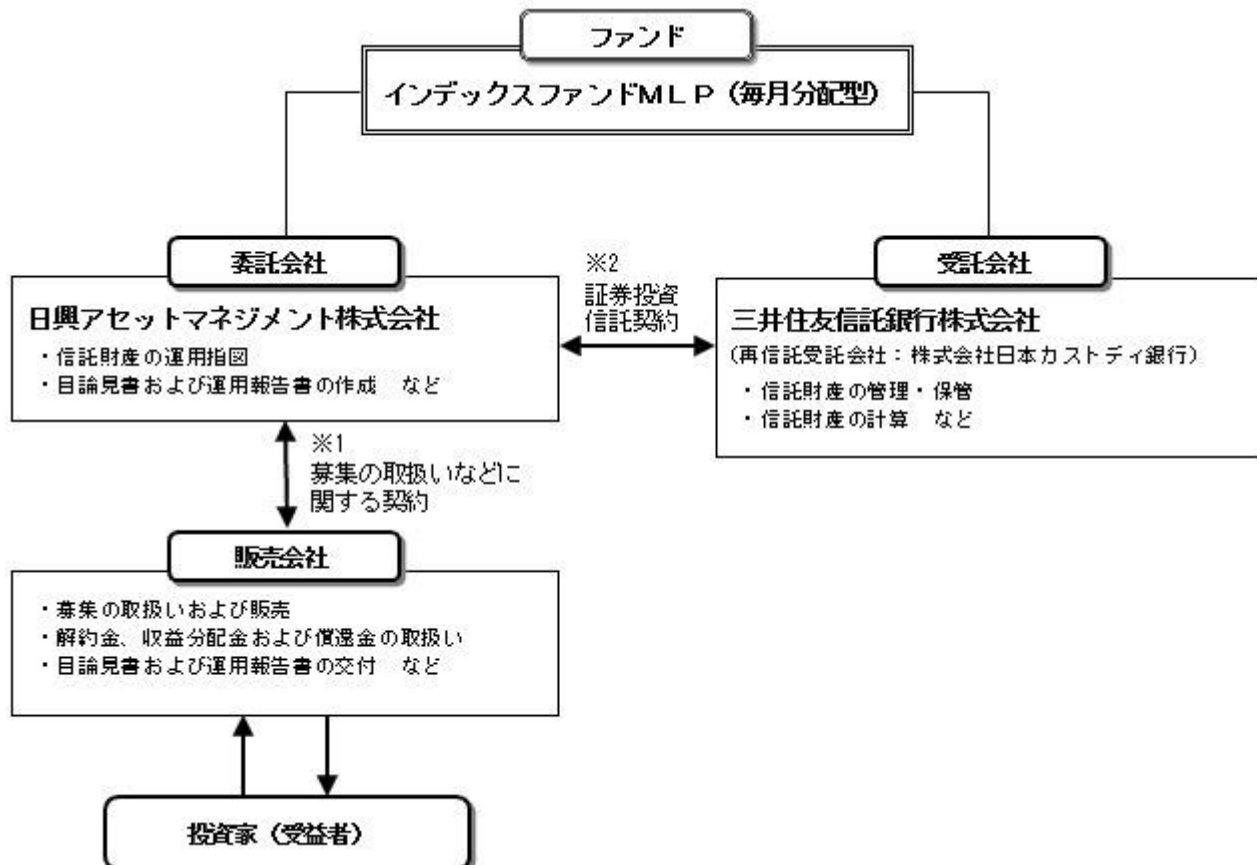 ファンド
インデックスファンドMLP（毎月分配型）
委託会社
日興アセットマネジメント株式会社
・信託財産の運用指図
・目論見書および運用報告書の作成　など
※2
証券投資
信託契約
受託会社
三井住友信託銀行株式会社
（再信託受託会社：株式会社日本カストディ銀行）
・信託財産の管理・保管
・信託財産の計算　など
※1
募集の取扱いなどに
関する契約
販売会社
・募集の取扱いおよび販売
・解約金、収益分配金および償還金の取扱い
・目論見書および運用報告書の交付　など
投資家（受益者）